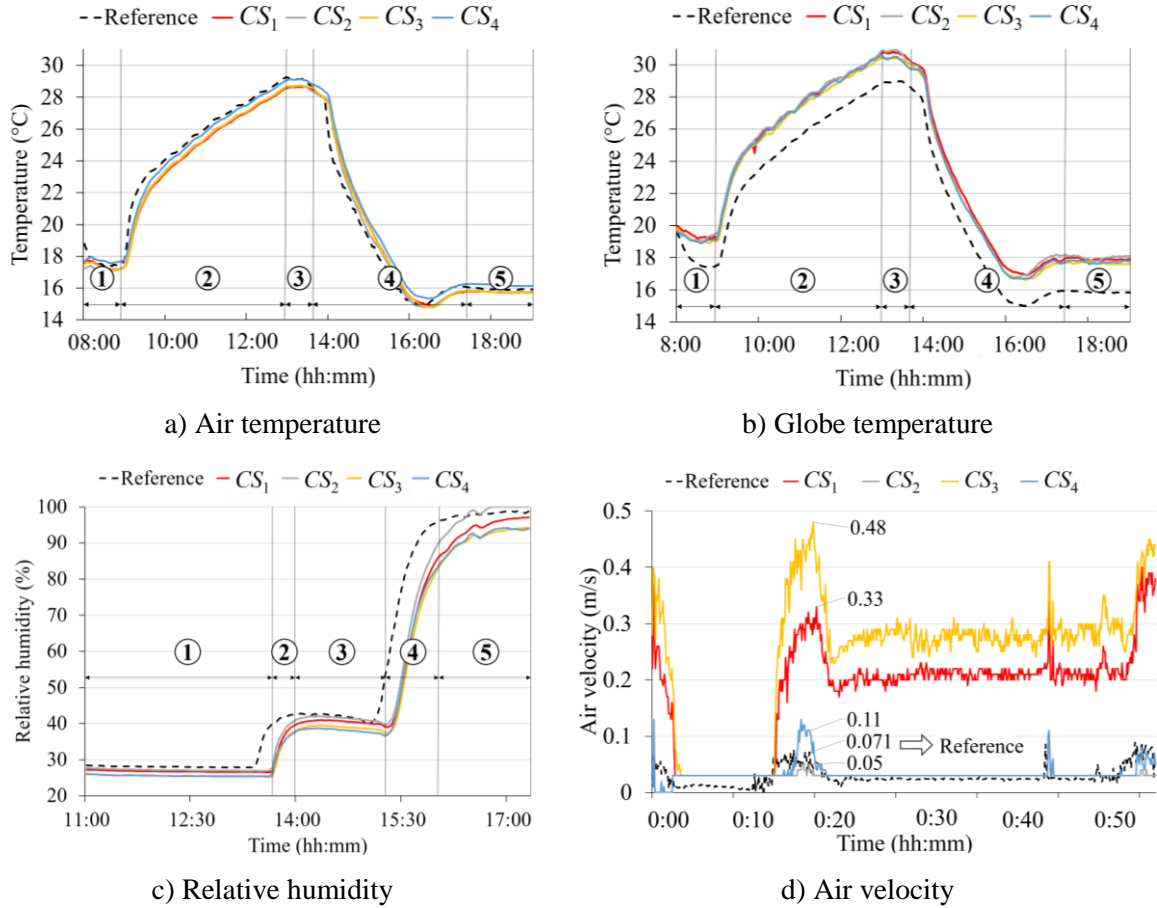 Reference CS1 CS2 CS3 CS4
Temperature (°C)
30
28
26
24
22
20
18
16
14
① ② ③ ④ ⑤
08:00 10:00 12:00 14:00 16:00 18:00
Time (hh:mm)
a) Air temperature
Reference CS1 CS2 CS3 CS4
Temperature (°C)
30
28
26
24
22
20
18
16
14
① ② ③ ④ ⑤
8:00 10:00 12:00 14:00 16:00 18:00
Time (hh:mm)
b) Globe temperature
Reference CS1 CS2 CS3 CS4
Relative humidity (%)
100
90
80
70
60
50
40
30
20
① ② ③ ④ ⑤
11:00 12:30 14:00 15:30 17:00
Time (hh:mm)
c) Relative humidity
Reference CS1 CS2 CS3 CS4
Air velocity (m/s)
0.5
0.4
0.3
0.2
0.1
0
0.48
0.33
0.11
0.071 Reference
0.05
0:00 0:10 0:20 0:30 0:40 0:50
Time (hh:mm)
d) Air velocity